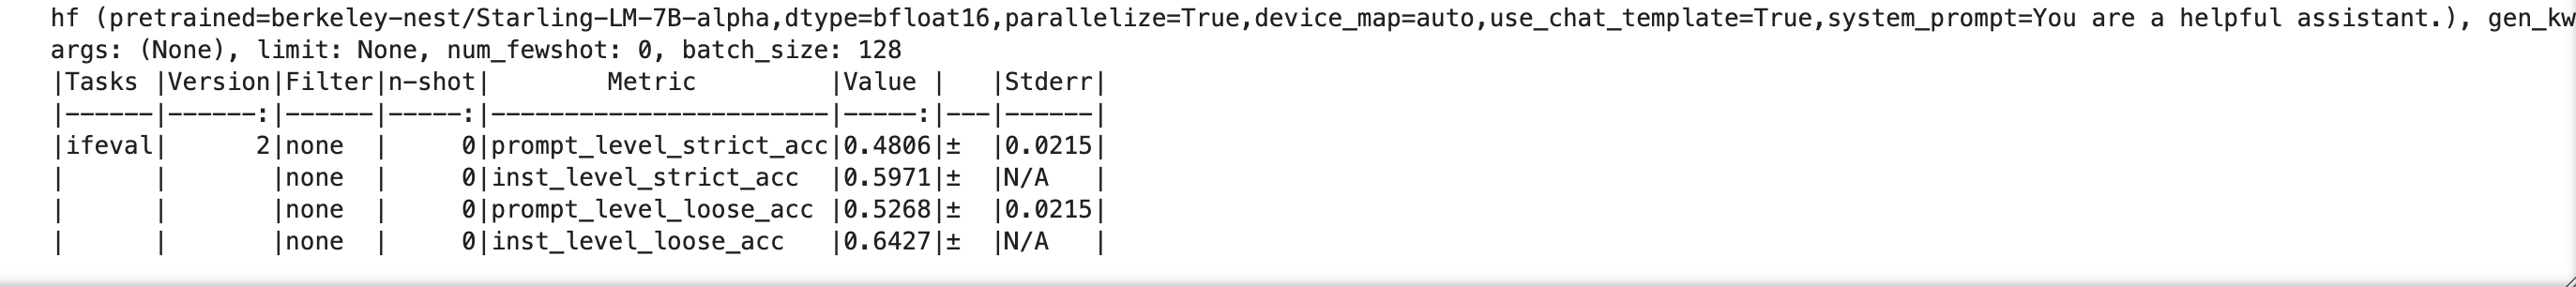 hf (pretrained=berkeley-nest/Starling-LM-7B-alpha,dtype=bfloat16,parallelize=True,device_map=auto,use_chat_template=True,system_prompt=You are a helpful assistant.), gen_kw
args: (None), limit: None, num_fewshot: 0, batch_size: 128
|Tasks |Version|Filter|n-shot|        Metric         |Value |   |Stderr|
|------|------:|------|-----:|-----------------------|-----:|---|------|
|ifeval|      2|none  |     0|prompt_level_strict_acc|0.4806|±  |0.0215|
|      |       |none  |     0|inst_level_strict_acc  |0.5971|±  |N/A   |
|      |       |none  |     0|prompt_level_loose_acc |0.5268|±  |0.0215|
|      |       |none  |     0|inst_level_loose_acc   |0.6427|±  |N/A   |